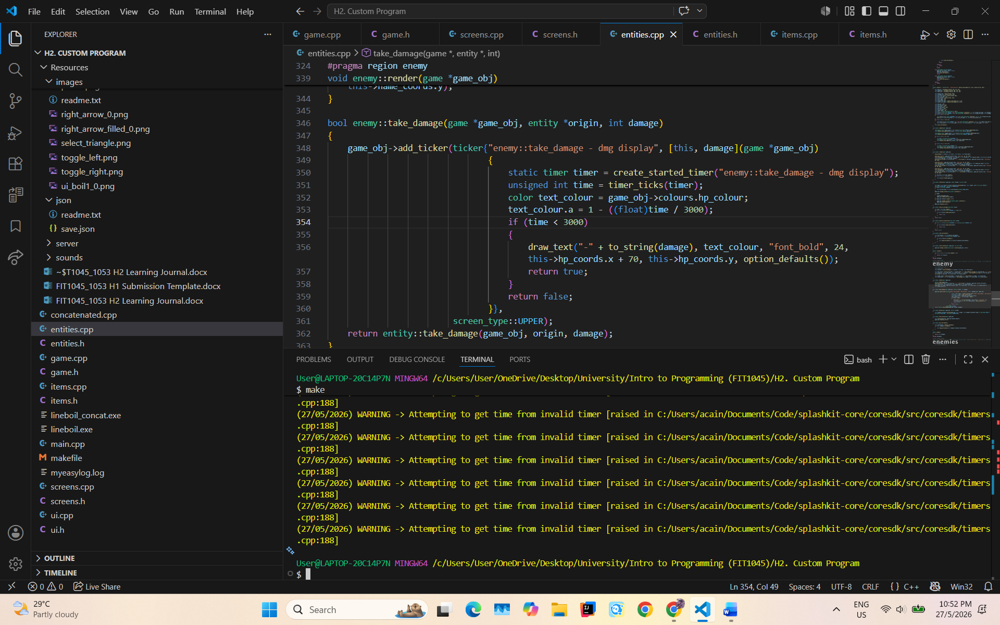 File Edit Selection View Go Run Terminal Help
H2. Custom Program
EXPLORER
H2. CUSTOM PROGRAM
Resources
images
readme.txt
right_arrow_0.png
right_arrow_filled_0.png
select_triangle.png
toggle_left.png
toggle_right.png
ui_boil1_0.png
json
readme.txt
save.json
server
sounds
~$T1045_1053 H2 Learning Journal.docx
FIT1045_1053 H1 Submission Template.docx
FIT1045_1053 H2 Learning Journal.docx
concatenated.cpp
entities.cpp
entities.h
game.cpp
game.h
items.cpp
items.h
lineboil_concat.exe
lineboil.exe
main.cpp
makefile
myeasylog.log
screens.cpp
screens.h
ui.cpp
ui.h
OUTLINE
TIMELINE
game.cpp game.h screens.cpp screens.h entities.cpp entities.h items.cpp items.h
entities.cpp > take_damage(game *, entity *, int)
324 #pragma region enemy
339 void enemy::render(game *game_obj)
this->name_coords.y);
344 }
345
346 bool enemy::take_damage(game *game_obj, entity *origin, int damage)
347 {
348 game_obj->add_ticker(ticker{"enemy::take_damage - dmg display", [this, damage](game *game_obj)
349 {
350 static timer timer = create_started_timer("enemy::take_damage - dmg display");
351 unsigned int time = timer_ticks(timer);
352 color text_colour = game_obj->colours.hp_colour;
353 text_colour.a = 1 - ((float)time / 3000);
354 if (time < 3000)
355 {
356 draw_text("-" + to_string(damage), text_colour, "font_bold", 24,
this->hp_coords.x + 70, this->hp_coords.y, option_defaults());
357 return true;
358 }
359 return false;
360 }},
361 screen_type::UPPER);
362 return entity::take_damage(game_obj, origin, damage);
363 }
enemy
enemies
PROBLEMS OUTPUT DEBUG CONSOLE TERMINAL PORTS
bash
User@LAPTOP-20C14P7N MINGW64 /c/Users/User/OneDrive/Desktop/University/Intro to Programming (FIT1045)/H2. Custom Program
$ make
.cpp:188]
(27/05/2026) WARNING -> Attempting to get time from invalid timer [raised in C:/Users/acain/Documents/Code/splashkit-core/coresdk/src/coresdk/timers
.cpp:188]
(27/05/2026) WARNING -> Attempting to get time from invalid timer [raised in C:/Users/acain/Documents/Code/splashkit-core/coresdk/src/coresdk/timers
.cpp:188]
(27/05/2026) WARNING -> Attempting to get time from invalid timer [raised in C:/Users/acain/Documents/Code/splashkit-core/coresdk/src/coresdk/timers
.cpp:188]
(27/05/2026) WARNING -> Attempting to get time from invalid timer [raised in C:/Users/acain/Documents/Code/splashkit-core/coresdk/src/coresdk/timers
.cpp:188]
(27/05/2026) WARNING -> Attempting to get time from invalid timer [raised in C:/Users/acain/Documents/Code/splashkit-core/coresdk/src/coresdk/timers
.cpp:188]
(27/05/2026) WARNING -> Attempting to get time from invalid timer [raised in C:/Users/acain/Documents/Code/splashkit-core/coresdk/src/coresdk/timers
.cpp:188]
User@LAPTOP-20C14P7N MINGW64 /c/Users/User/OneDrive/Desktop/University/Intro to Programming (FIT1045)/H2. Custom Program
$
0 0 Live Share
Ln 354, Col 49 Spaces: 4 UTF-8 CRLF {} C++ Win32
29°C
Partly cloudy
Search
ENG
US
10:52 PM
27/5/2026